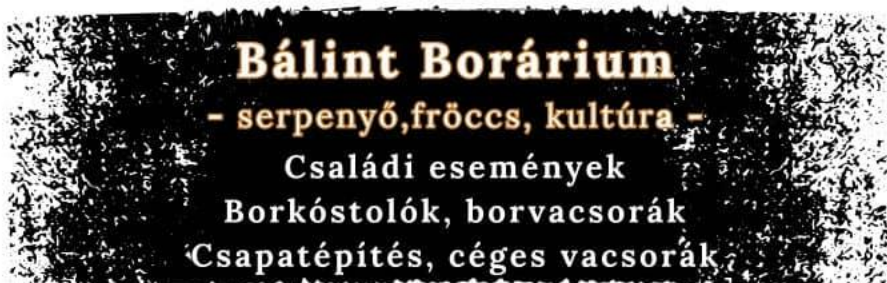 Bálint Borárium
- serpenyő,fröccs, kultúra -
Családi események
Borkóstolók, borvacsorák
Csapatépítés, céges vacsorák